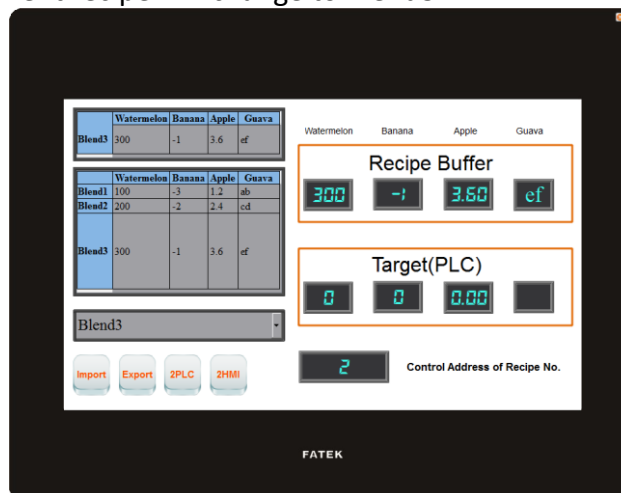 Watermelon Banana Apple Guava
Blend3 300 -1 3.6 ef
Watermelon Banana Apple Guava
Blend1 100 -3 1.2 ab
Blend2 200 -2 2.4 cd
Blend3 300 -1 3.6 ef
Blend3
Import Export 2PLC 2HMI
Watermelon Banana Apple Guava
Recipe Buffer
300 -1 3.60 ef
Target(PLC)
0 0 0.00
2 Control Address of Recipe No.
FATEK